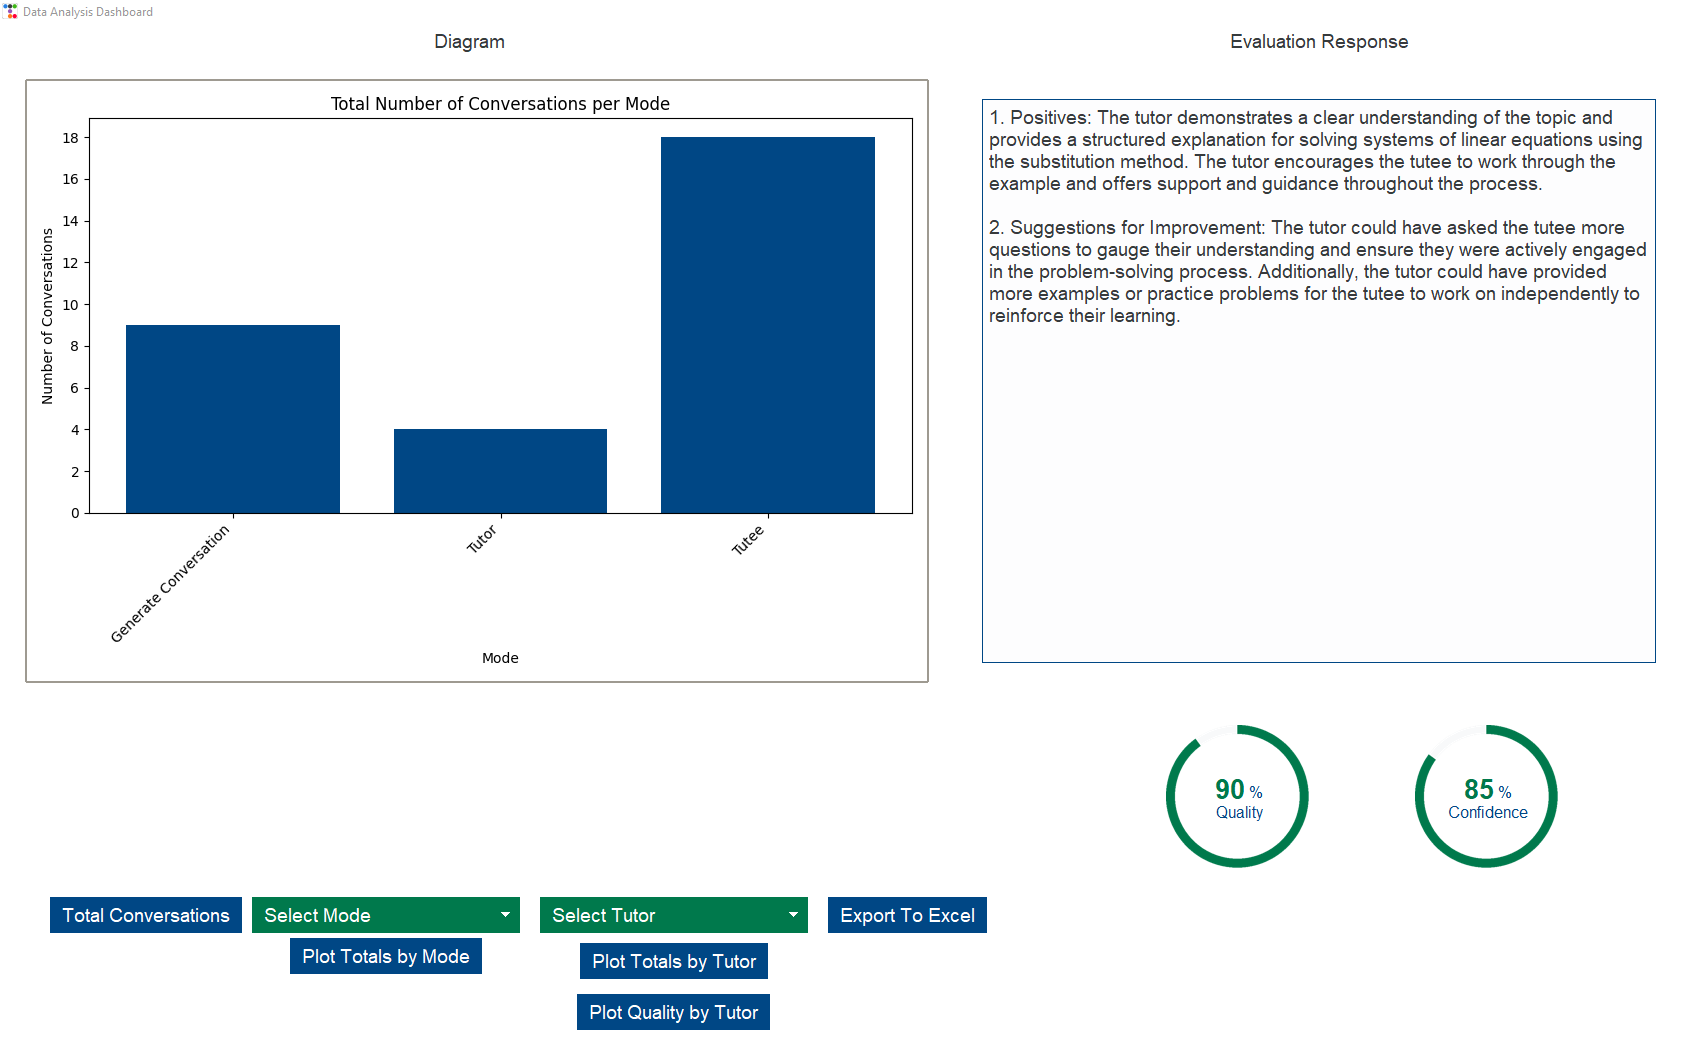 Data Analysis Dashboard
Diagram
Total Number of Conversations per Mode
Number of Conversations
18
16
14
12
10
8
6
4
2
0
Generate Conversation
Tutor
Tutee
Mode
Evaluation Response
1. Positives: The tutor demonstrates a clear understanding of the topic and
provides a structured explanation for solving systems of linear equations using
the substitution method. The tutor encourages the tutee to work through the
example and offers support and guidance throughout the process.
2. Suggestions for Improvement: The tutor could have asked the tutee more
questions to gauge their understanding and ensure they were actively engaged
in the problem-solving process. Additionally, the tutor could have provided
more examples or practice problems for the tutee to work on independently to
reinforce their learning.
90 %
Quality
85 %
Confidence
Total Conversations
Select Mode
Select Tutor
Export To Excel
Plot Totals by Mode
Plot Totals by Tutor
Plot Quality by Tutor